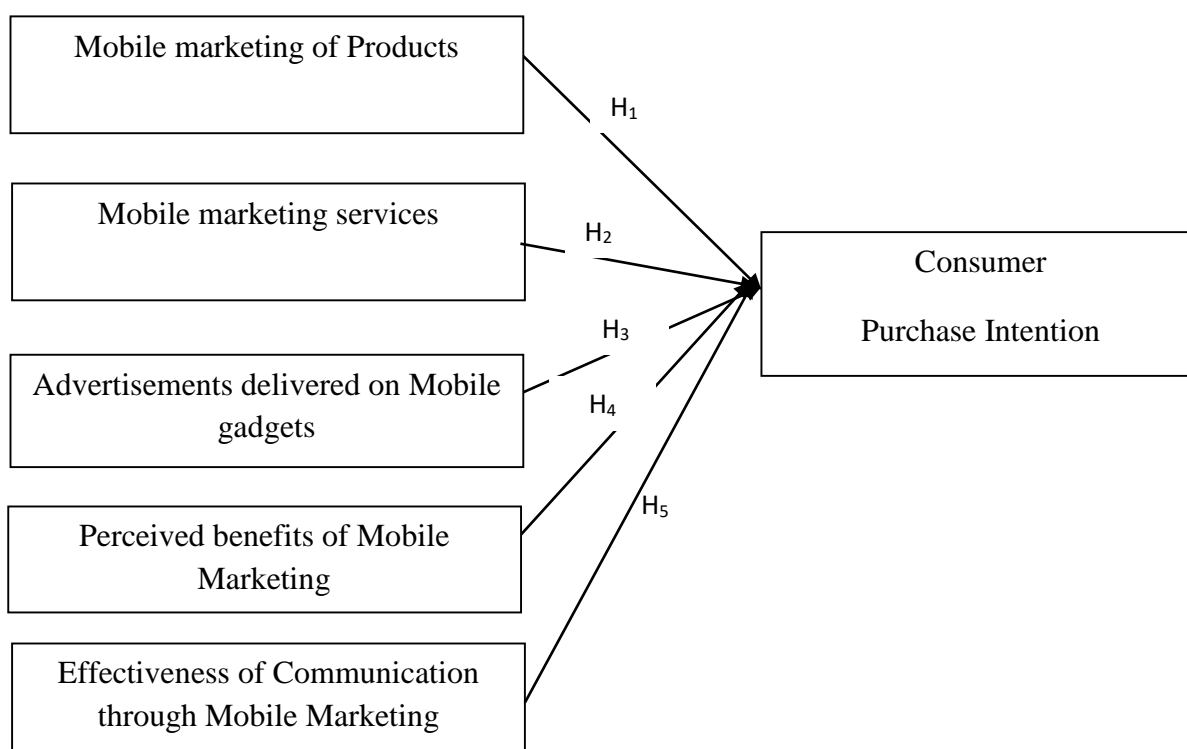 Mobile marketing of Products
H₁
Mobile marketing services
H₂
Consumer
Purchase Intention
H₃
Advertisements delivered on Mobile
gadgets
H₄
Perceived benefits of Mobile
Marketing
H₅
Effectiveness of Communication
through Mobile Marketing